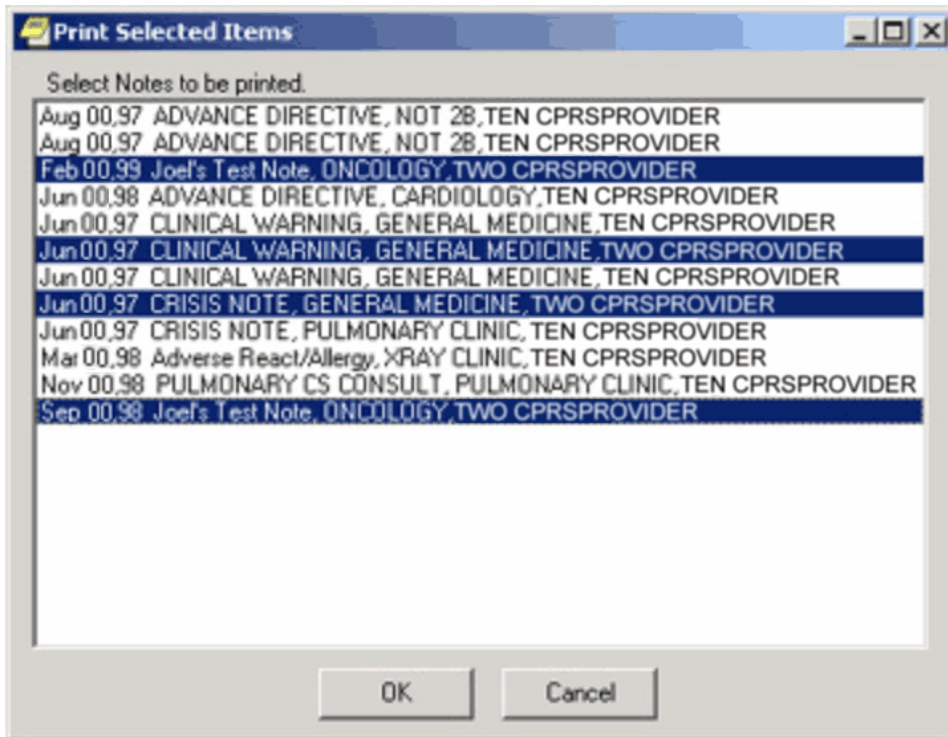 Print Selected Items
Select Notes to be printed.
Aug 00,97 ADVANCE DIRECTIVE, NOT 2B,TEN CPRSPROVIDER
Aug 00,97 ADVANCE DIRECTIVE, NOT 2B,TEN CPRSPROVIDER
Feb 00,99 Joel's Test Note, ONCOLOGY,TWO CPRSPROVIDER
Jun 00,98 ADVANCE DIRECTIVE, CARDIOLOGY,TEN CPRSPROVIDER
Jun 00,97 CLINICAL WARNING, GENERAL MEDICINE,TEN CPRSPROVIDER
Jun 00,97 CLINICAL WARNING, GENERAL MEDICINE,TWO CPRSPROVIDER
Jun 00,97 CLINICAL WARNING, GENERAL MEDICINE, TEN CPRSPROVIDER
Jun 00,97 CRISIS NOTE, GENERAL MEDICINE,TWO CPRSPROVIDER
Jun 00,97 CRISIS NOTE, PULMONARY CLINIC,TEN CPRSPROVIDER
Mar 00,98 Adverse React/Allergy, XRAY CLINIC,TEN CPRSPROVIDER
Nov 00,98 PULMONARY CS CONSULT, PULMONARY CLINIC,TEN CPRSPROVIDER
Sep 00,98 Joel's Test Note, ONCOLOGY,TWO CPRSPROVIDER
OK Cancel